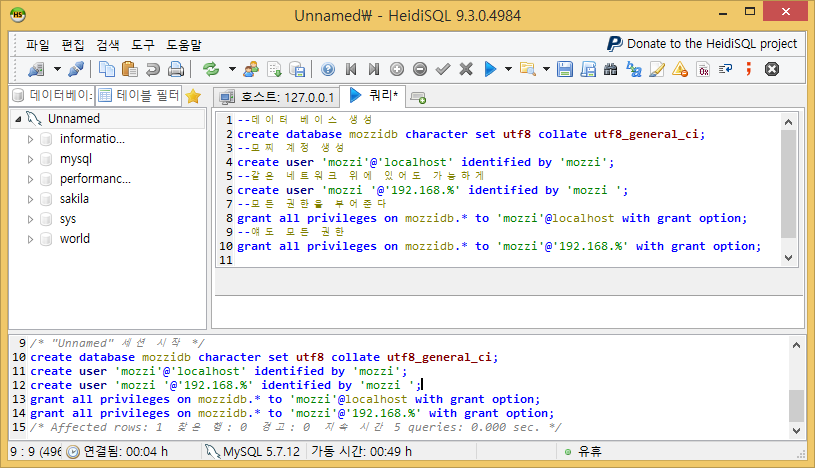 Unnamed\ - HeidiSQL 9.3.0.4984
파일 편집 검색 도구 도움말
Donate to the HeidiSQL project
데이터베이: 테이블 필터
호스트: 127.0.0.1 쿼리*
Unnamed
informatio...
mysql
performanc...
sakila
sys
world
1 --데이터 베이스 생성
2 create database mozzidb character set utf8 collate utf8_general_ci;
3 --모찌 계정 생성
4 create user 'mozzi'@'localhost' identified by 'mozzi';
5 --같은 네트워크 위에 있어도 가능하게
6 create user 'mozzi '@'192.168.%' identified by 'mozzi ';
7 --모든 권한을 부어준다
8 grant all privileges on mozzidb.* to 'mozzi'@localhost with grant option;
9 --얘도 모든 권한
10 grant all privileges on mozzidb.* to 'mozzi'@'192.168.%' with grant option;
11
9 /* "Unnamed" 세션 시작 */
10 create database mozzidb character set utf8 collate utf8_general_ci;
11 create user 'mozzi'@'localhost' identified by 'mozzi';
12 create user 'mozzi '@'192.168.%' identified by 'mozzi ';
13 grant all privileges on mozzidb.* to 'mozzi'@localhost with grant option;
14 grant all privileges on mozzidb.* to 'mozzi'@'192.168.%' with grant option;
15 /* Affected rows: 1 찾은 행: 0 경고: 0 지속 시간 5 queries: 0.000 sec. */
9 : 9 (496 연결됨: 00:04 h MySQL 5.7.12 가동 시간: 00:49 h 유휴